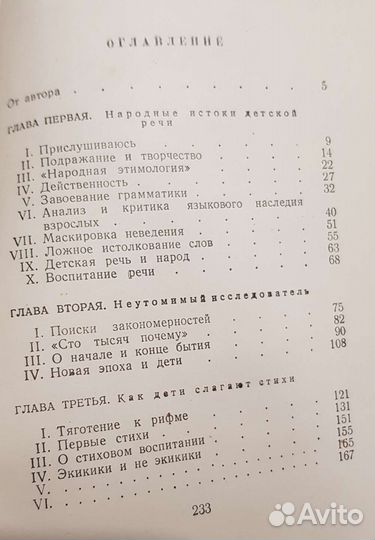 ОГЛАВЛЕНИЕ
От автора . . . . . . . . 5
ГЛАВА ПЕРВАЯ. Народные истоки детской
речи
I. Прислушиваюсь . . . . . 9
II. Подражание и творчество . . . 14
III. «Народная этимология» . . . 22
IV. Действенность . . . . . 27
V. Завоевание грамматики . . . 32
VI. Анализ и критика языкового наследия
взрослых . . . . . . 40
VII. Маскировка неведения . . . 51
VIII. Ложное истолкование слов . . . 55
IX. Детская речь и народ . . . 63
X. Воспитание речи . . . . 68
ГЛАВА ВТОРАЯ. Неутомимый исследователь
I. Поиски закономерностей . . . 75
II. «Сто тысяч почему» . . . . 82
III. О начале и конце бытия . . . 90
IV. Новая эпоха и дети . . . . 108
ГЛАВА ТРЕТЬЯ. Как дети слагают стихи
I. Тяготение к рифме . . . . 121
II. Первые стихи . . . . . 131
III. О стиховом воспитании . . . 151
IV. Экикики и не экикики . . . 155
V. . . . . . . . . 165
VI. . . . . . . . . 167
233
Avito